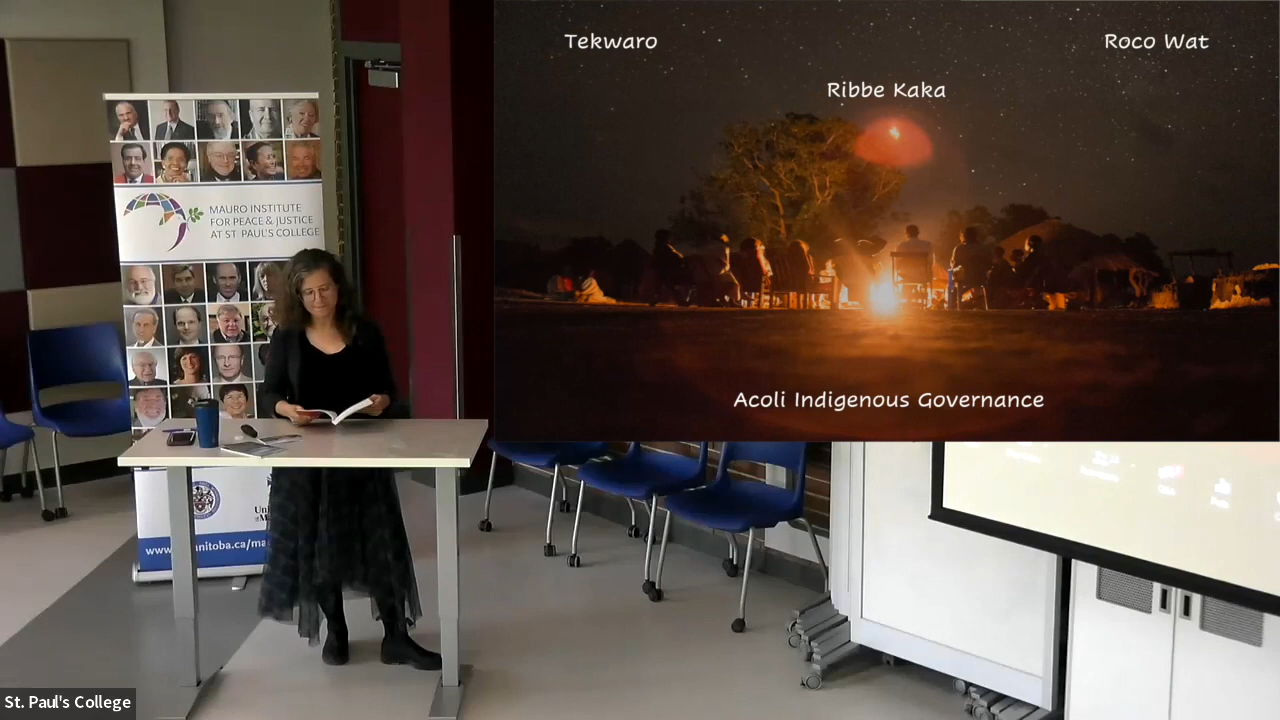 Tekwaro
Roco Wat
Ribbe Kaka
Acoli Indigenous Governance
MAURO INSTITUTE
FOR PEACE & JUSTICE
AT ST. PAUL'S COLLEGE
St. Paul's College